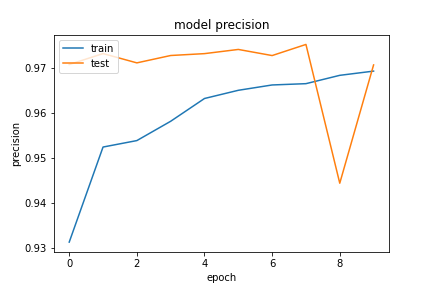 model precision
train
test
0.97
0.96
0.95
0.94
0.93
precision
0 2 4 6 8
epoch